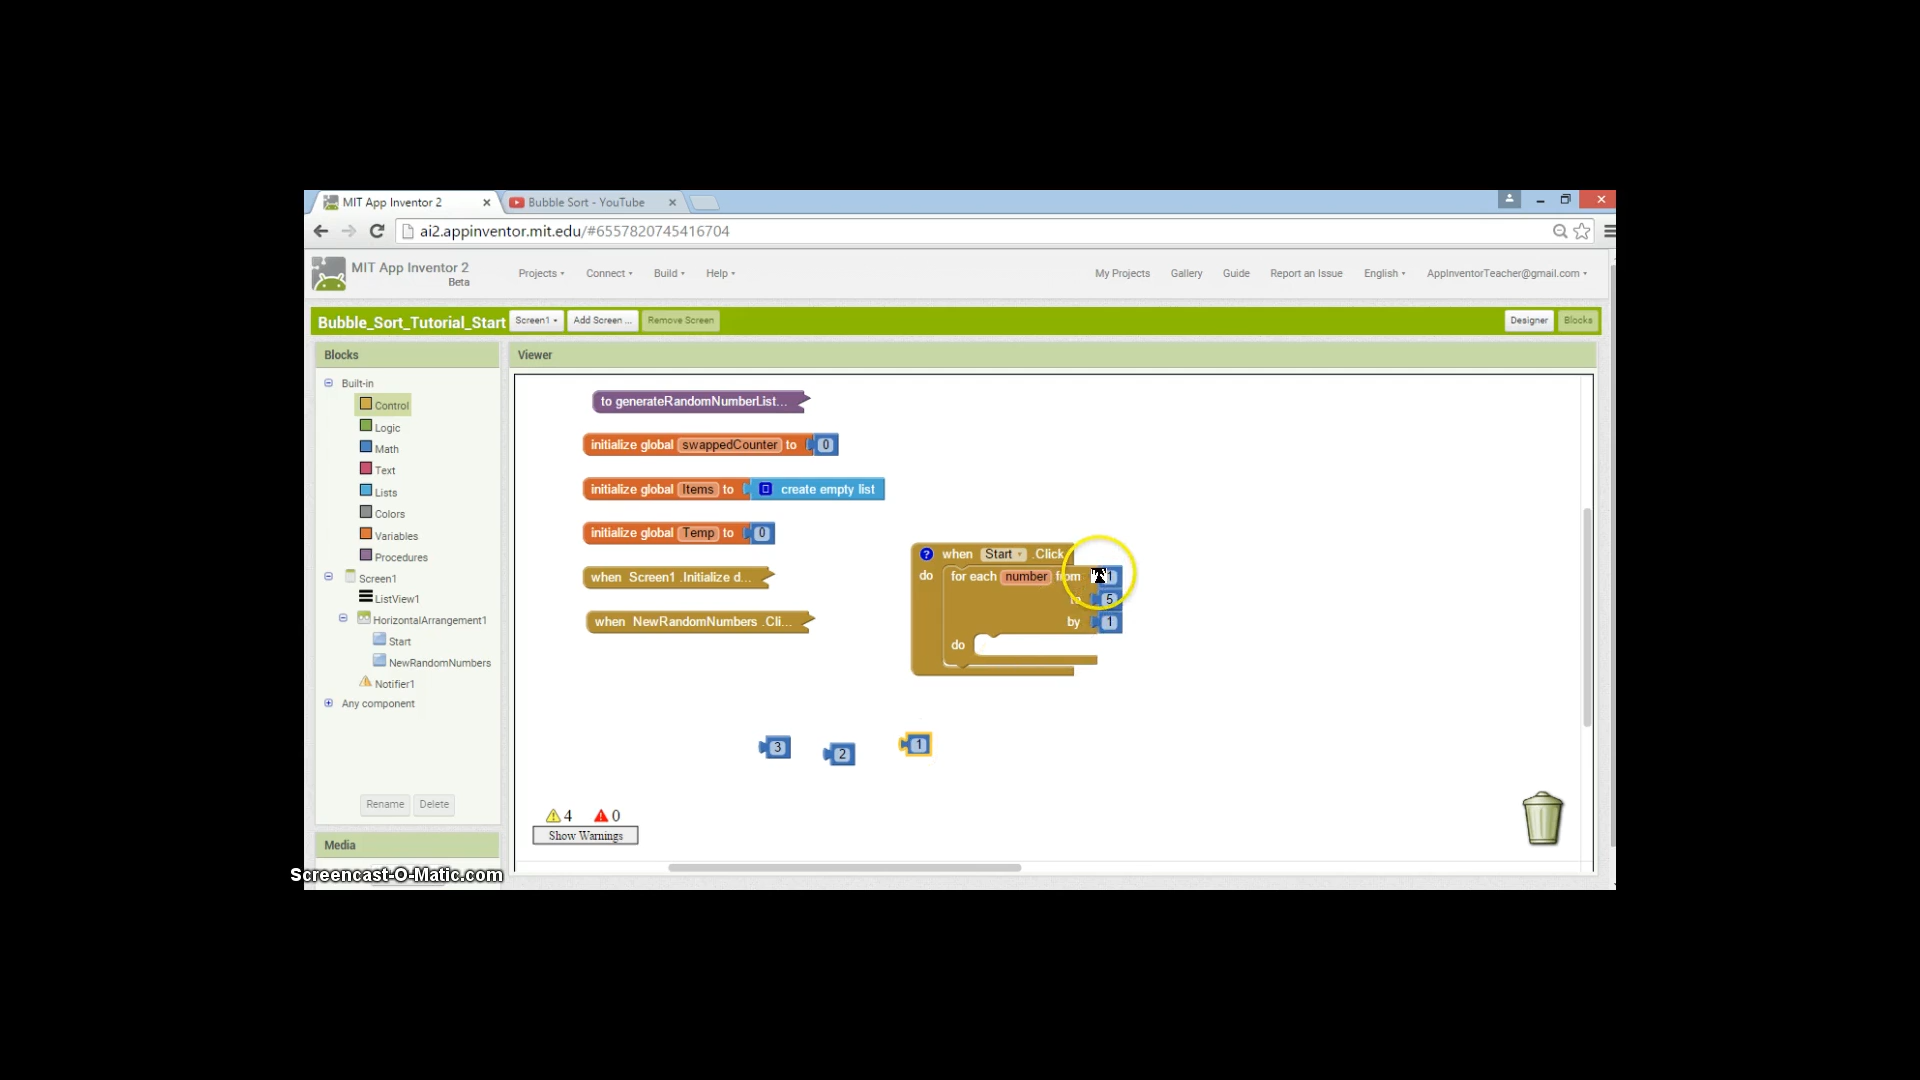 MIT App Inventor 2
Bubble Sort - YouTube
ai2.appinventor.mit.edu/#6557820745416704
MIT App Inventor 2
Beta
Projects
Connect
Build
Help
My Projects
Gallery
Guide
Report an Issue
English
AppInventorTeacher@gmail.com
Bubble_Sort_Tutorial_Start
Screen1
Add Screen ...
Remove Screen
Designer
Blocks
Blocks
Viewer
Built-in
Control
Logic
Math
Text
Lists
Colors
Variables
Procedures
Screen1
ListView1
HorizontalArrangement1
Start
NewRandomNumbers
Notifier1
Any component
Rename
Delete
Media
to generateRandomNumberList...
initialize global swappedCounter to 0
initialize global Items to create empty list
initialize global Temp to 0
when Screen1 .Initialize d...
when NewRandomNumbers .Cli...
when Start .Click
do for each number from 1
to 5
by 1
do
3
2
1
4 0
Show Warnings
Screencast-O-Matic.com